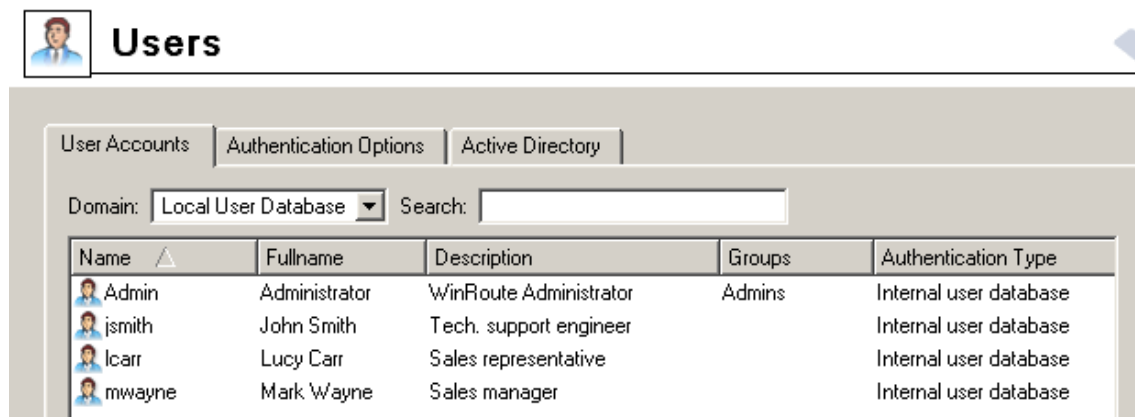 Users
User Accounts Authentication Options Active Directory
Domain: Local User Database Search:
Name Fullname Description Groups Authentication Type
Admin Administrator WinRoute Administrator Admins Internal user database
jsmith John Smith Tech. support engineer Internal user database
lcarr Lucy Carr Sales representative Internal user database
mwayne Mark Wayne Sales manager Internal user database